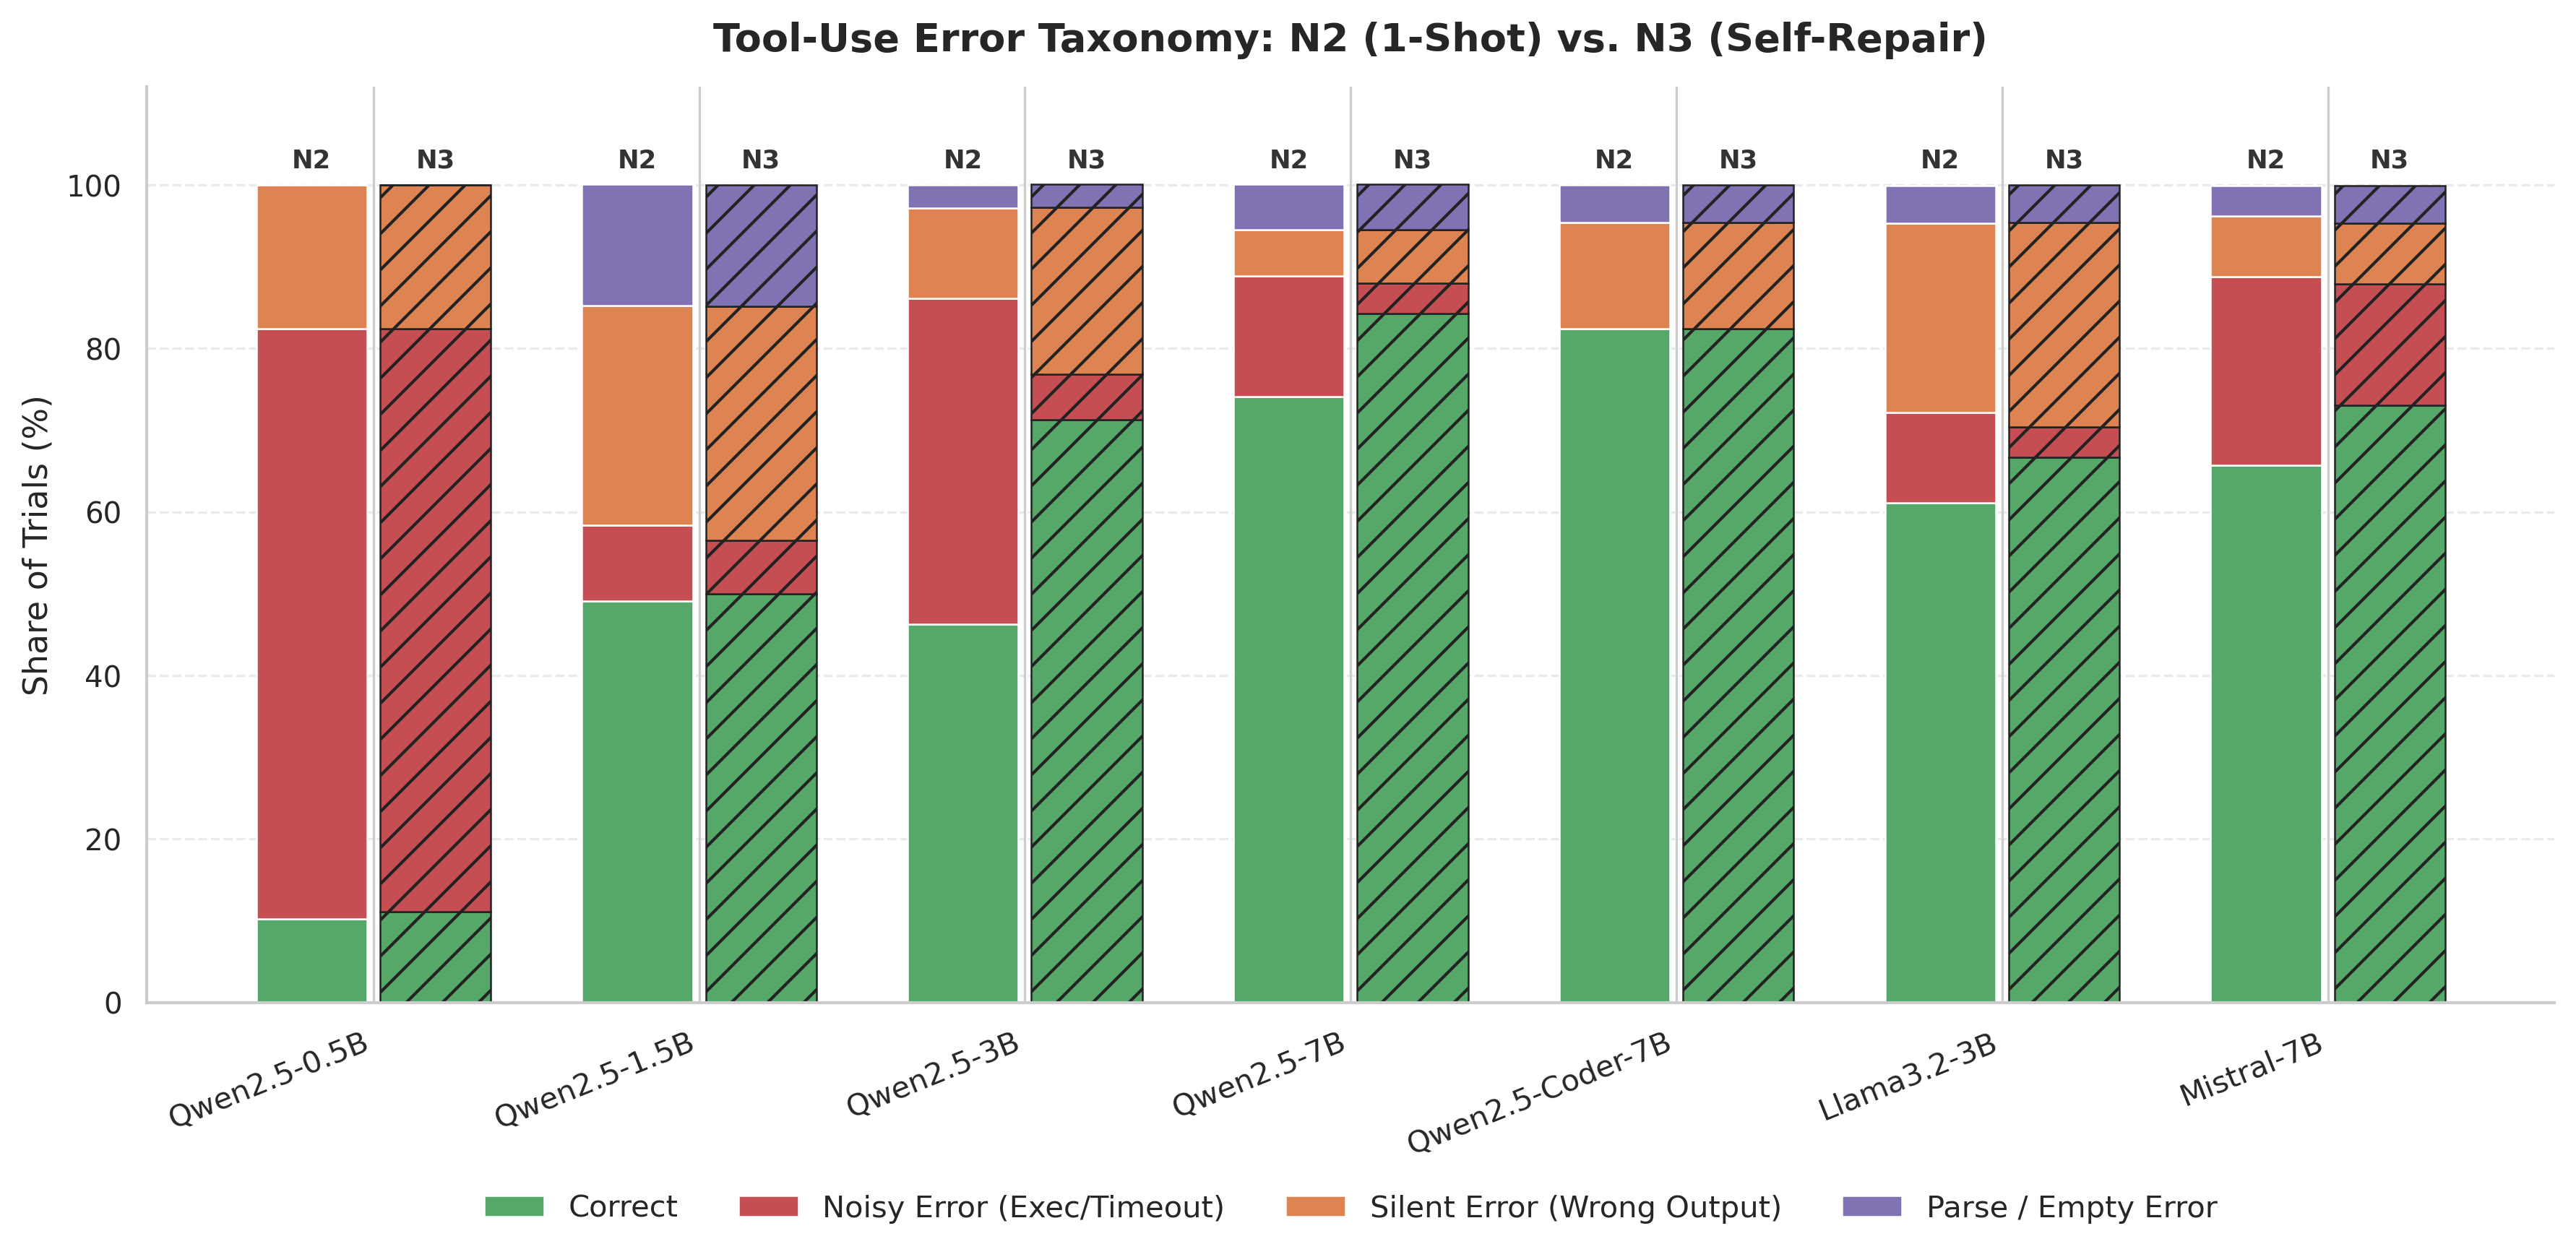 Tool-Use Error Taxonomy: N2 (1-Shot) vs. N3 (Self-Repair)
N2 N3 N2 N3 N2 N3 N2 N3 N2 N3 N2 N3 N2 N3
100
80
60
40
20
0
Share of Trials (%)
Qwen2.5-0.5B
Qwen2.5-1.5B
Qwen2.5-3B
Qwen2.5-7B
Qwen2.5-Coder-7B
Llama3.2-3B
Mistral-7B
Correct
Noisy Error (Exec/Timeout)
Silent Error (Wrong Output)
Parse / Empty Error